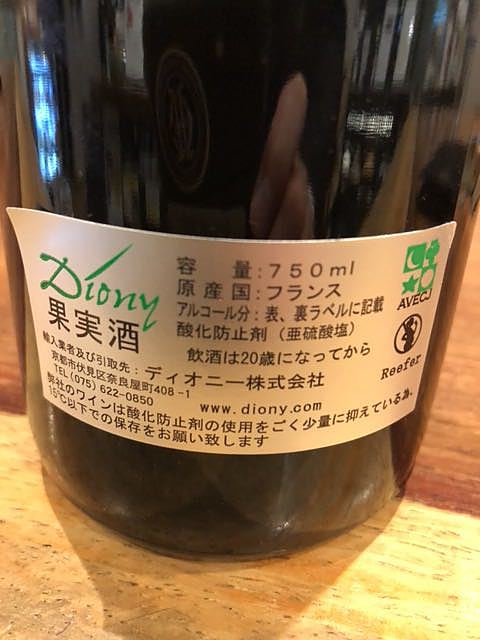 Diony
果実酒
容　量:750ml
原産国:フランス
アルコール分:表、裏ラベルに記載
酸化防止剤(亜硫酸塩)
飲酒は20歳になってから
AVECJ
Reefer
輸入業者及び引取先:ディオニー株式会社
京都市伏見区奈良屋町408-1
TEL(075)622-0850
www.diony.com
弊社のワインは酸化防止剤の使用をごく少量に抑えている為、
15℃以下での保存をお願い致します